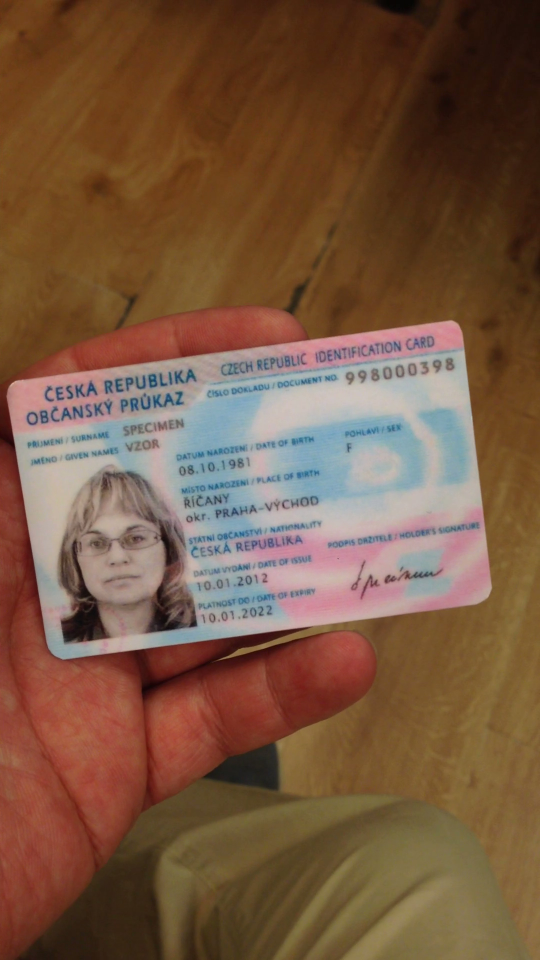 ČESKÁ REPUBLIKA
OBČANSKÝ PRŮKAZ
CZECH REPUBLIC IDENTIFICATION CARD
ČÍSLO DOKLADU / DOCUMENT NO. 998000398
PŘÍJMENÍ / SURNAME SPECIMEN
JMÉNO / GIVEN NAMES VZOR
DATUM NAROZENÍ / DATE OF BIRTH
08.10.1981
POHLAVÍ / SEX
F
MÍSTO NAROZENÍ / PLACE OF BIRTH
ŘÍČANY
okr. PRAHA-VÝCHOD
STÁTNÍ OBČANSTVÍ / NATIONALITY
ČESKÁ REPUBLIKA
PODPIS DRŽITELE / HOLDER'S SIGNATURE
DATUM VYDÁNÍ / DATE OF ISSUE
10.01.2012
Specimen
PLATNOST DO / DATE OF EXPIRY
10.01.2022